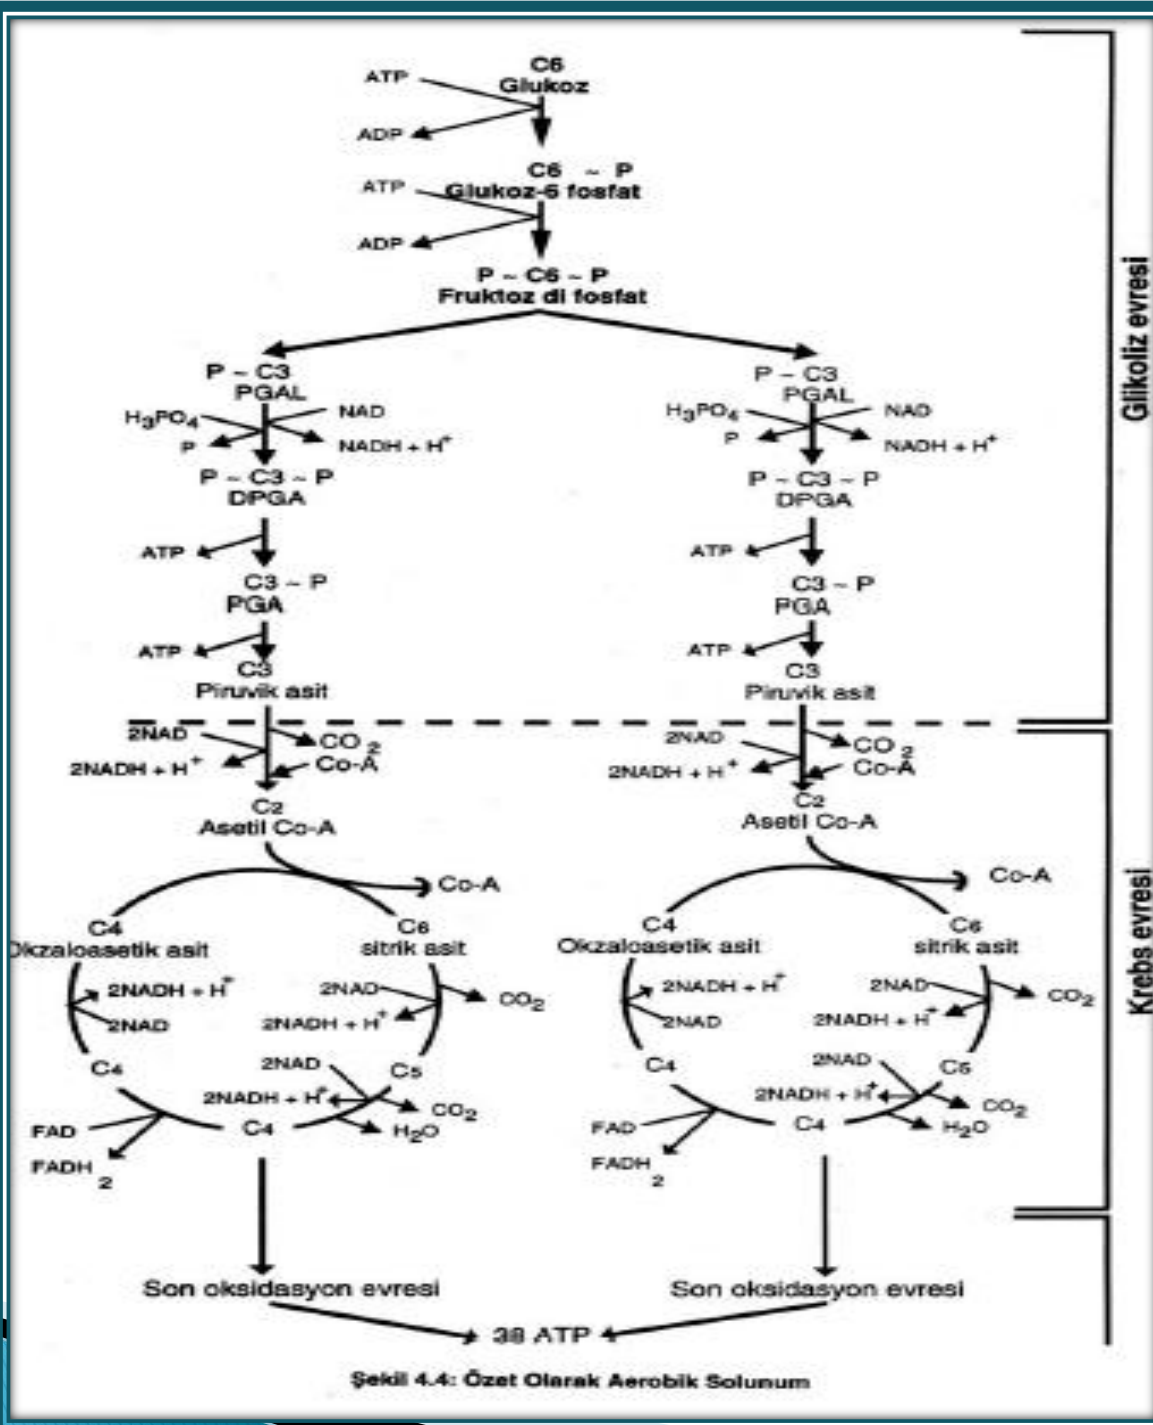 C6
ATP
Glukoz
ADP
C6 ~ P
ATP
Glukoz-6 fosfat
ADP
P ~ C6 ~ P
Fruktoz di fosfat
P ~ C3
PGAL
H3PO4
NAD
P
NADH + H+
P ~ C3 ~ P
DPGA
ATP
C3 ~ P
PGA
ATP
C3
Piruvik asit
P ~ C3
PGAL
H3PO4
NAD
P
NADH + H+
P ~ C3 ~ P
DPGA
ATP
C3 ~ P
PGA
ATP
C3
Piruvik asit
Glikoliz evresi
2NAD
CO2
2NADH + H+
Co-A
C2
Asetil Co-A
Co-A
C4
Okzaloasetik asit
C6
sitrik asit
2NADH + H+
2NAD
2NAD
CO2
2NADH + H+
C4
2NAD
C5
2NADH + H+
CO2
FAD
C4
H2O
FADH2
2NAD
CO2
2NADH + H+
Co-A
C2
Asetil Co-A
Co-A
C4
Okzaloasetik asit
C6
sitrik asit
2NADH + H+
2NAD
2NAD
CO2
2NADH + H+
C4
2NAD
C5
2NADH + H+
CO2
FAD
C4
H2O
FADH2
Krebs evresi
Son oksidasyon evresi
Son oksidasyon evresi
38 ATP
Şekil 4.4: Özet Olarak Aerobik Solunum